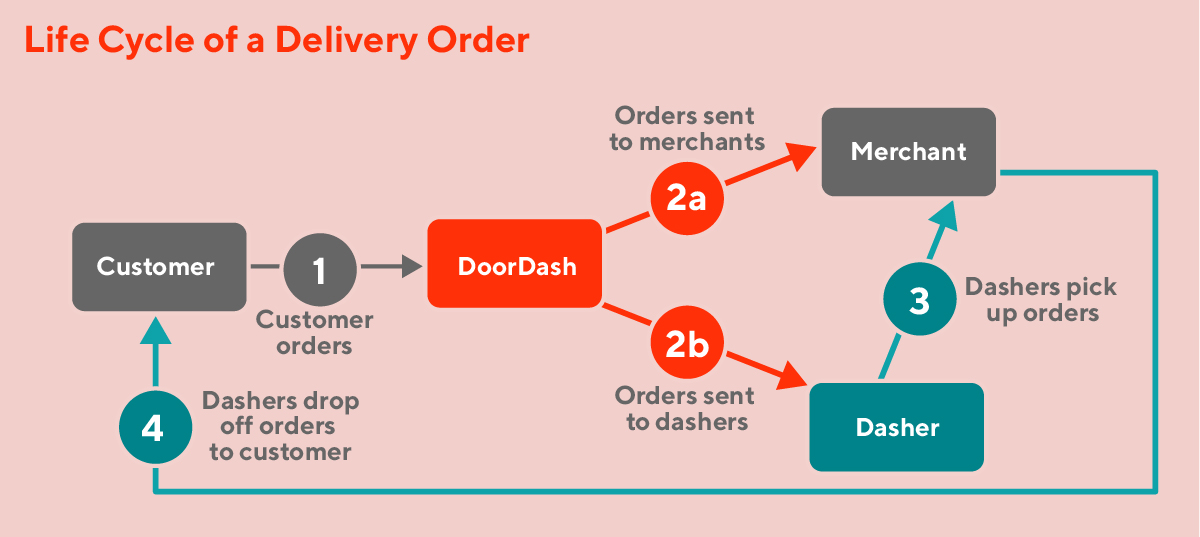 Life Cycle of a Delivery Order
Orders sent
to merchants
Merchant
2a
Customer
1
DoorDash
Customer
orders
3
Dashers pick
up orders
2b
Orders sent
to dashers
Dasher
4
Dashers drop
off orders
to customer